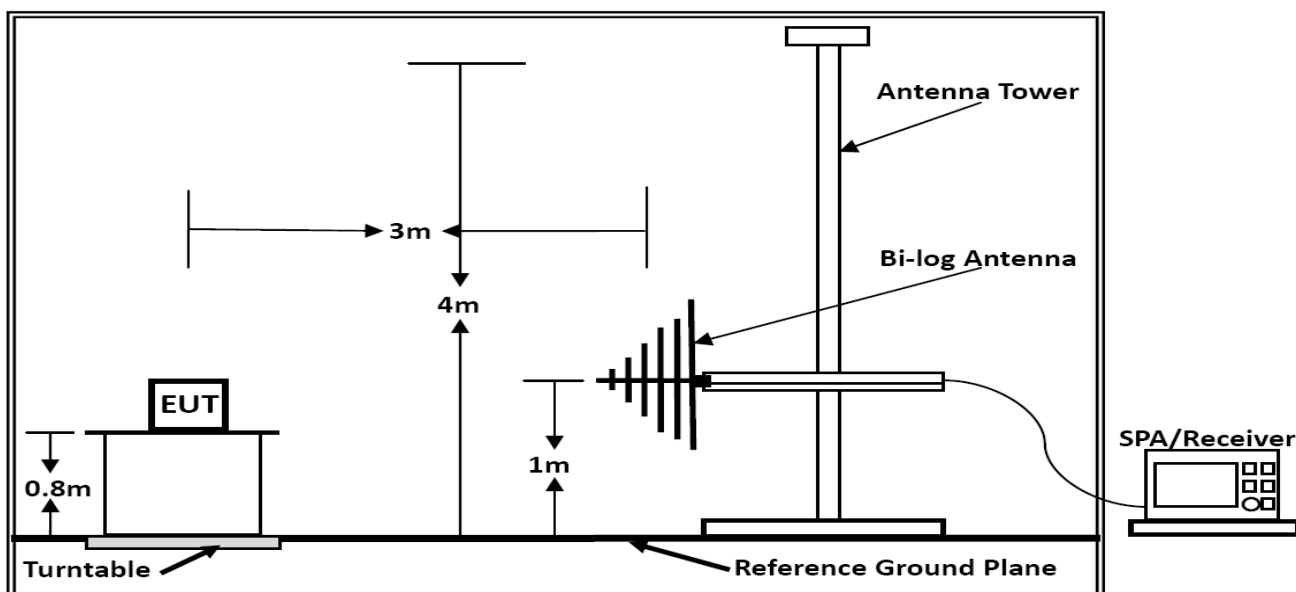 Antenna Tower
3m
Bi-log Antenna
4m
EUT
SPA/Receiver
1m
0.8m
Turntable
Reference Ground Plane